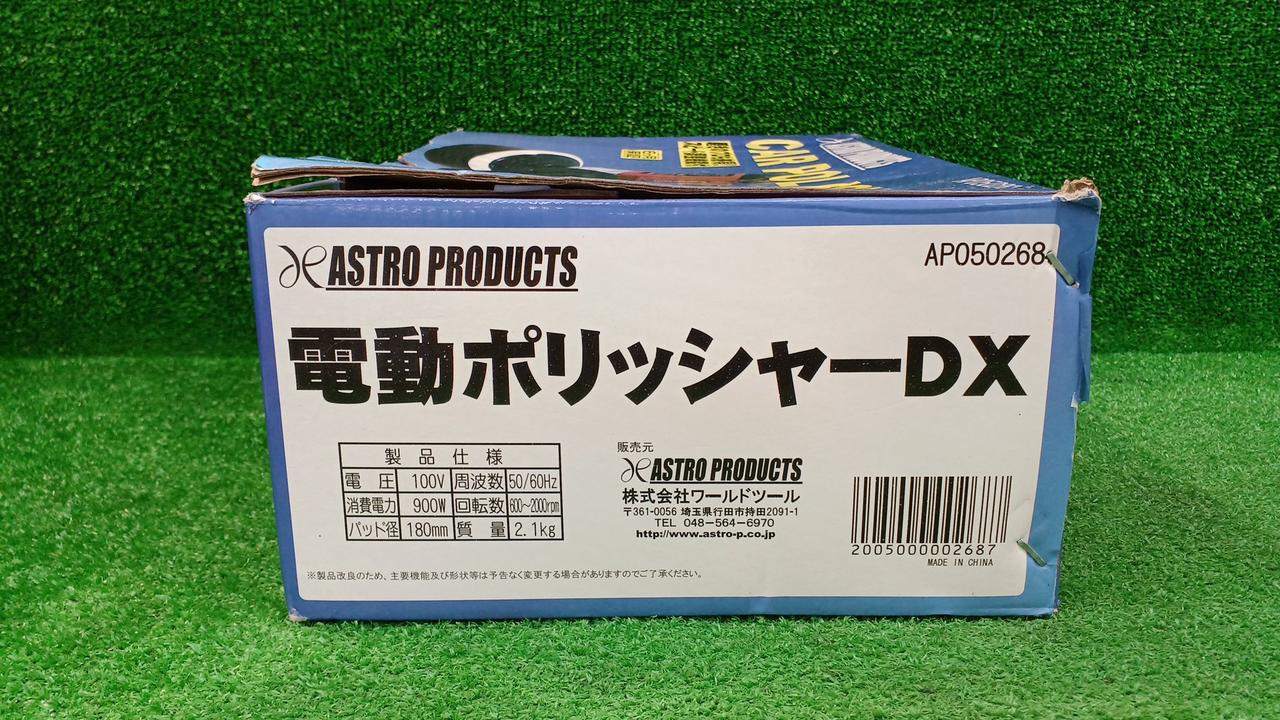 CAR POL
ASTRO PRODUCTS
AP050268
電動ポリッシャーDX
製品仕様
電圧 100V 周波数 50/60Hz
消費電力 900W 回転数 600~2000rpm
パッド径 180mm 質量 2.1kg
販売元
ASTRO PRODUCTS
株式会社ワールドツール
〒361-0056 埼玉県行田市持田2091-1
TEL 048-564-6970
http://www.astro-p.co.jp
2005000002687
MADE IN CHINA
※製品改良のため、主要機能及び形状等は予告なく変更する場合がありますのでご了承ください。